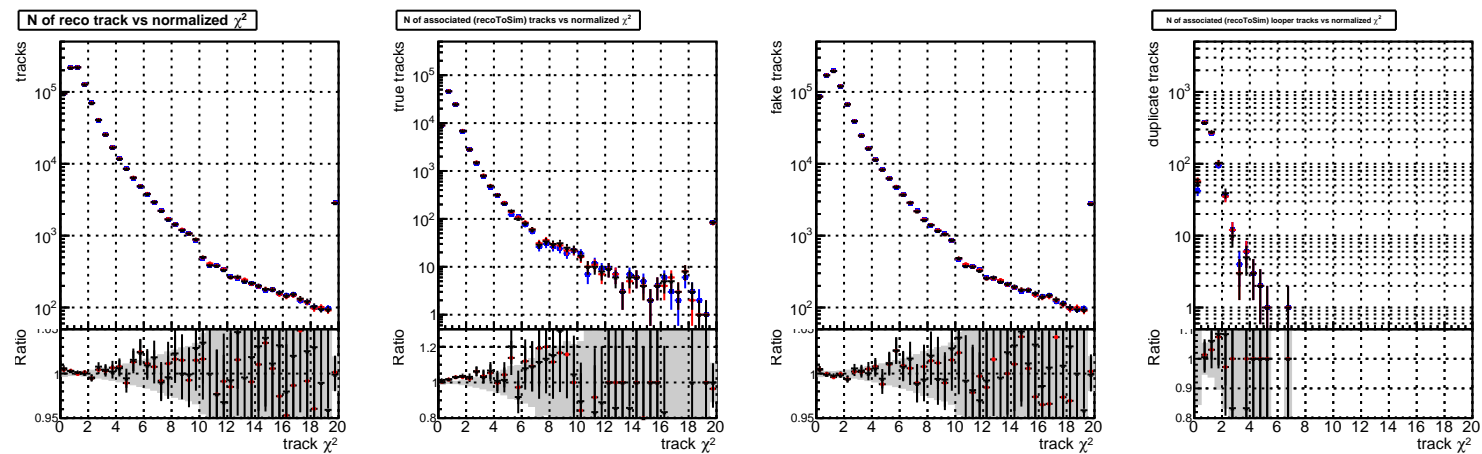 N of reco track vs normalized χ²
tracks
10⁵
10⁴
10³
10²
Ratio
1.05
1
0.95
0 2 4 6 8 10 12 14 16 18 20
track χ²
N of associated (recoToSim) tracks vs normalized χ²
true tracks
10⁵
10⁴
10³
10²
10
1
Ratio
1.2
1
0.8
0 2 4 6 8 10 12 14 16 18 20
track χ²
fake tracks
10⁵
10⁴
10³
10²
Ratio
1.05
1
0.95
0 2 4 6 8 10 12 14 16 18 20
track χ²
N of associated (recoToSim) looper tracks vs normalized χ²
duplicate tracks
10³
10²
10
1
Ratio
1.1
1
0.9
0.8
0 2 4 6 8 10 12 14 16 18 20
track χ²